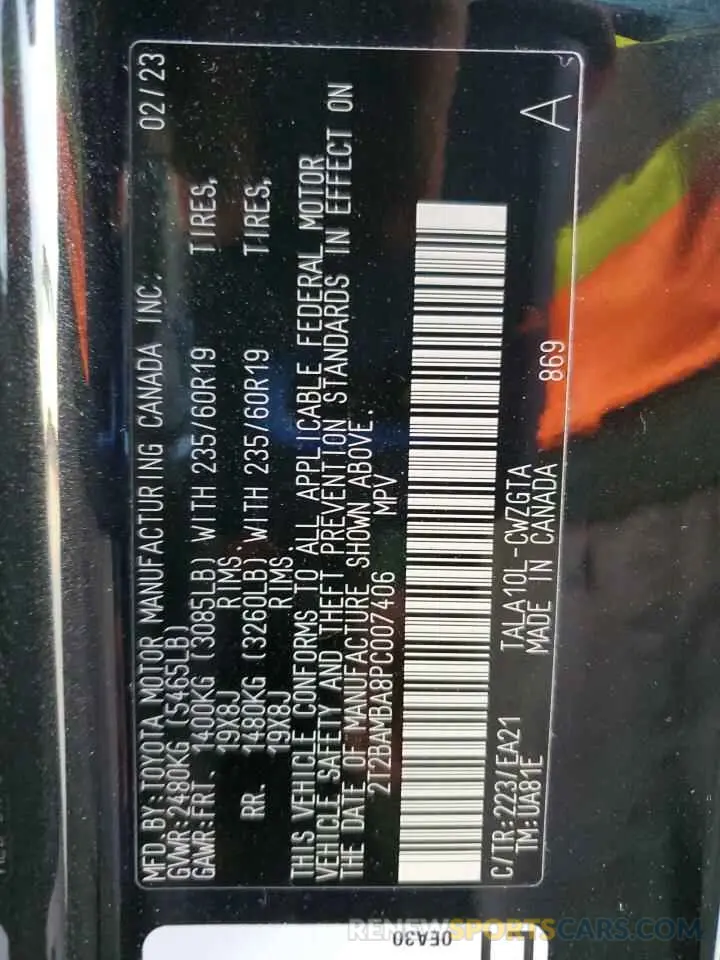 MFD.BY:TOYOTA MOTOR MANUFACTURING CANADA INC. 02/23
GVWR:2480KG (5465LB)
GAWR:FRT. 1400KG (3085LB) WITH 235/60R19 TIRES,
19X8J RIMS.
RR. 1480KG (3260LB) WITH 235/60R19 TIRES,
19X8J RIMS.
THIS VEHICLE CONFORMS TO ALL APPLICABLE FEDERAL MOTOR
VEHICLE SAFETY AND THEFT PREVENTION STANDARDS IN EFFECT ON
THE DATE OF MANUFACTURE SHOWN ABOVE.
2T2BAMBA8PC007406 MPV
C/TR:223/EA21 TALA10L-CWZGTA
TM:UA81E MADE IN CANADA 869 A
0EA30
RENEWSPORTSCARS.COM